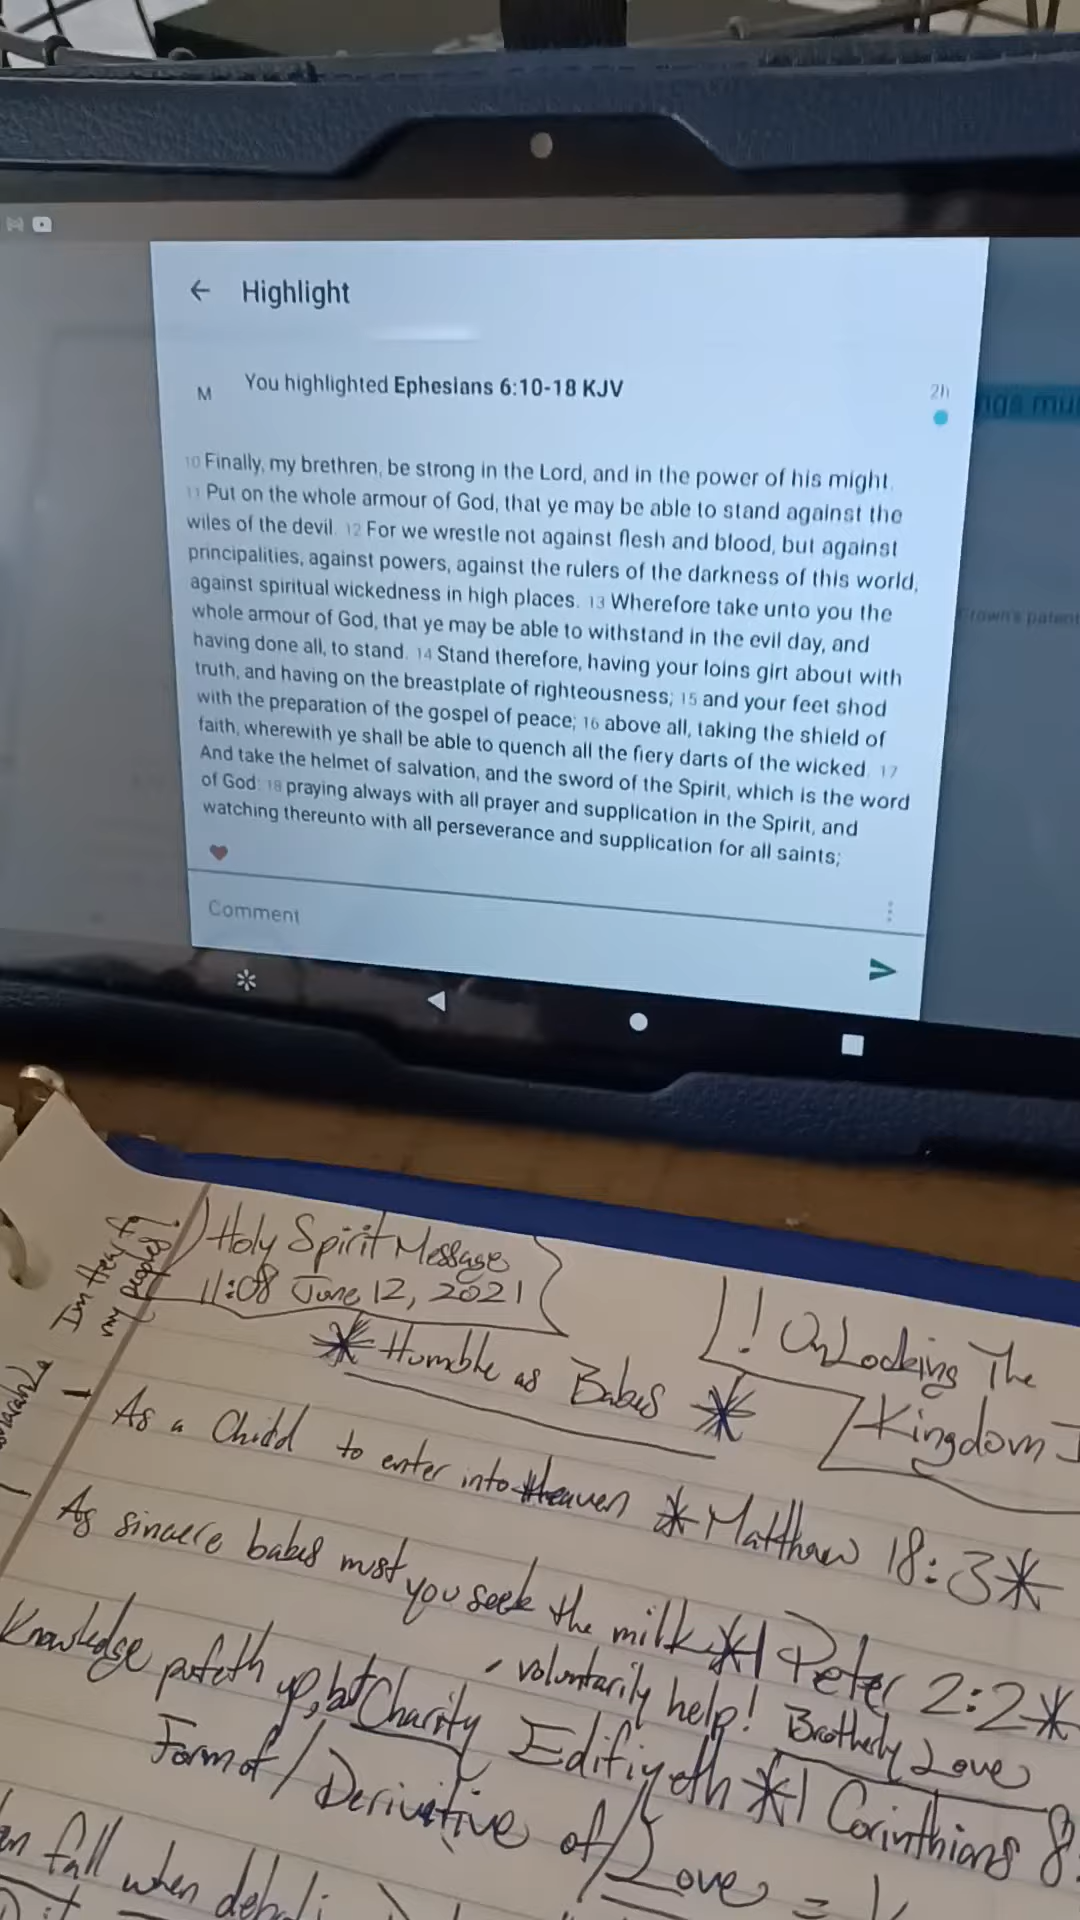 Highlight
M
You highlighted Ephesians 6:10-18 KJV
2h
ngs mu
10 Finally, my brethren, be strong in the Lord, and in the power of his might.
11 Put on the whole armour of God, that ye may be able to stand against the
wiles of the devil. 12 For we wrestle not against flesh and blood, but against
principalities, against powers, against the rulers of the darkness of this world,
against spiritual wickedness in high places. 13 Wherefore take unto you the
whole armour of God, that ye may be able to withstand in the evil day, and
having done all, to stand. 14 Stand therefore, having your loins girt about with
truth, and having on the breastplate of righteousness; 15 and your feet shod
with the preparation of the gospel of peace; 16 above all, taking the shield of
faith, wherewith ye shall be able to quench all the fiery darts of the wicked. 17
And take the helmet of salvation, and the sword of the Spirit, which is the word
of God: 18 praying always with all prayer and supplication in the Spirit, and
watching thereunto with all perseverance and supplication for all saints;
rown's patent
Comment
my people!
Holy Spirit Message
11:08 June 12, 2021
* Humble as Babes *
! UnLocking The
Kingdom
As a Child to enter into Heaven * Matthew 18:3 *
As sincere babes must you seek the milk * 1 Peter 2:2 *
voluntarily help! Brotherly Love
Knowledge pufeth up, but Charity Edifiyeth * 1 Corinthians 8:
Form of / Derivitive of / Love =
fall when